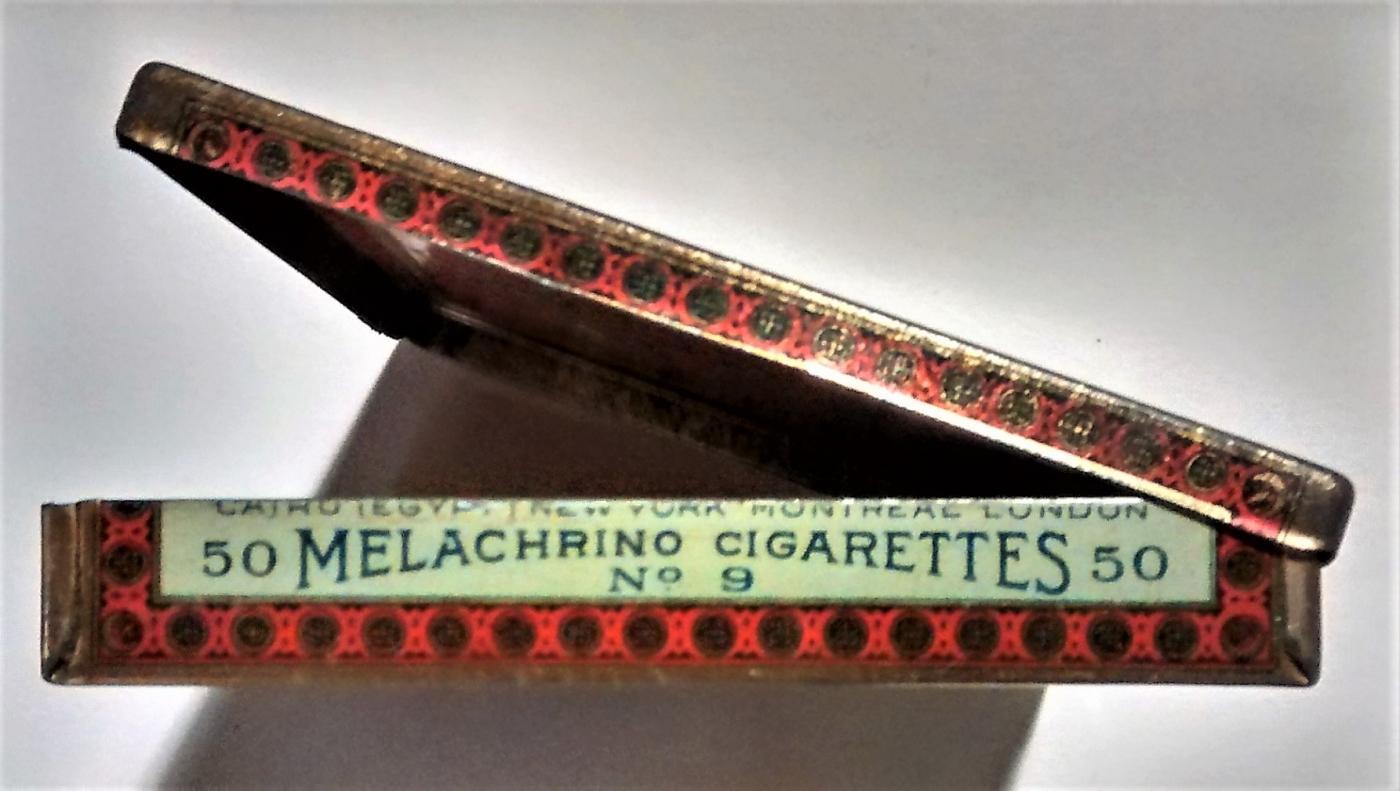 CAIRO (EGYPT) NEW YORK MONTREAL LONDON
50 MELACHRINO CIGARETTES 50
Nº 9